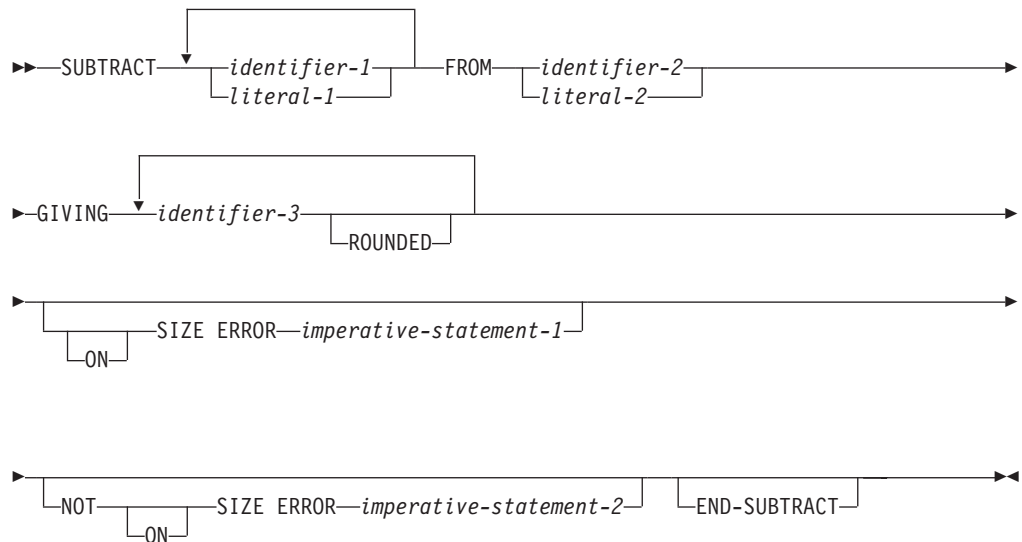 SUBTRACT identifier-1 FROM identifier-2
literal-1 literal-2
GIVING identifier-3
ROUNDED
SIZE ERROR imperative-statement-1
ON
NOT SIZE ERROR imperative-statement-2 END-SUBTRACT
ON